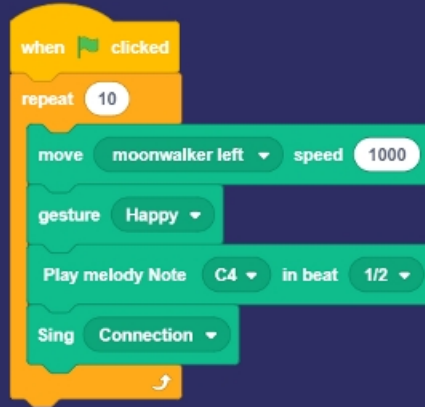 when clicked
repeat 10
move moonwalker left speed 1000
gesture Happy
Play melody Note C4 in beat 1/2
Sing Connection